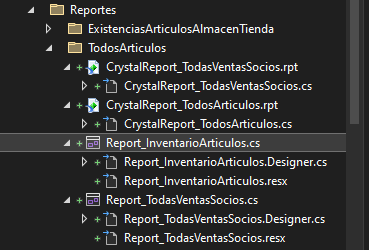 Reportes
ExistenciasArticulosAlmacenTienda
TodosArticulos
CrystalReport_TodasVentasSocios.rpt
CrystalReport_TodasVentasSocios.cs
CrystalReport_TodosArticulos.rpt
CrystalReport_TodosArticulos.cs
Report_InventarioArticulos.cs
Report_InventarioArticulos.Designer.cs
Report_InventarioArticulos.resx
Report_TodasVentasSocios.cs
Report_TodasVentasSocios.Designer.cs
Report_TodasVentasSocios.resx